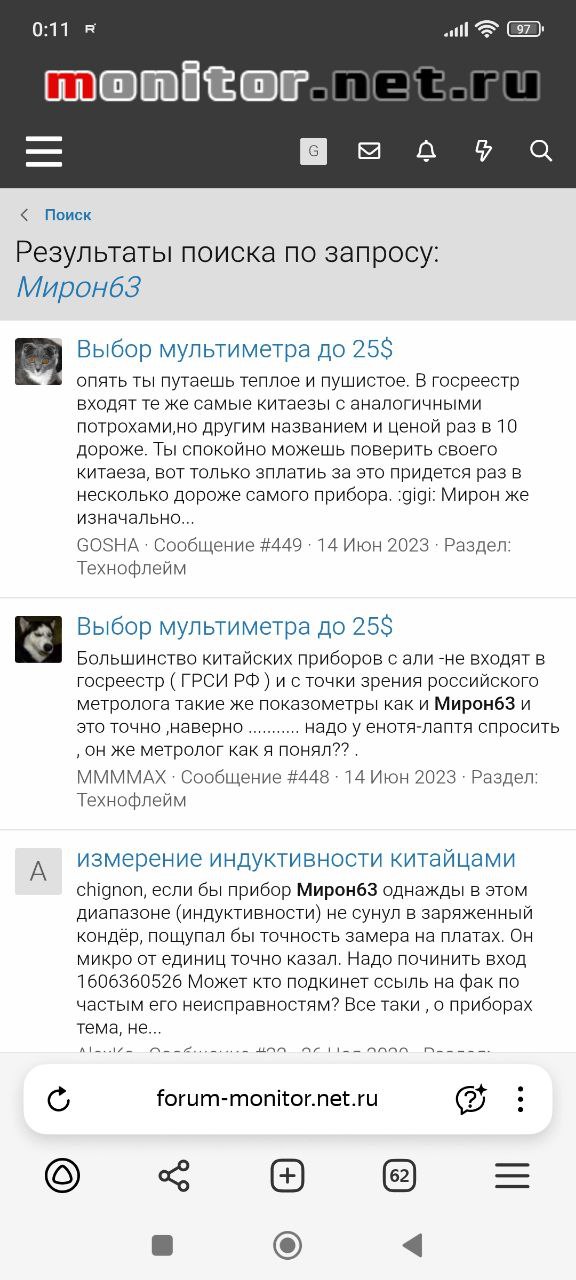 0:11
97
monitor.net.ru
G
Поиск
Результаты поиска по запросу:
Мирон63
Выбор мультиметра до 25$
опять ты путаешь теплое и пушистое. В госреестр
входят те же самые китаезы с аналогичными
потрохами,но другим названием и ценой раз в 10
дороже. Ты спокойно можешь поверить своего
китаеза, вот только зплатиь за это придется раз в
несколько дороже самого прибора. :gigi: Мирон же
изначально...
GOSHA · Сообщение #449 · 14 Июн 2023 · Раздел:
Технофлейм
Выбор мультиметра до 25$
Большинство китайских приборов с али -не входят в
госреестр ( ГРСИ РФ ) и с точки зрения российского
метролога такие же показометры как и Мирон63 и
это точно ,наверно ........... надо у енотя-лаптя спросить
, он же метролог как я понял?? .
MMMMAX · Сообщение #448 · 14 Июн 2023 · Раздел:
Технофлейм
A
измерение индуктивности китайцами
chignon, если бы прибор Мирон63 однажды в этом
диапазоне (индуктивности) не сунул в заряженный
кондёр, пощупал бы точность замера на платах. Он
микро от единиц точно казал. Надо починить вход
1606360526 Может кто подкинет ссыль на фак по
частым его неисправностям? Все таки , о приборах
тема, не...
forum-monitor.net.ru
62